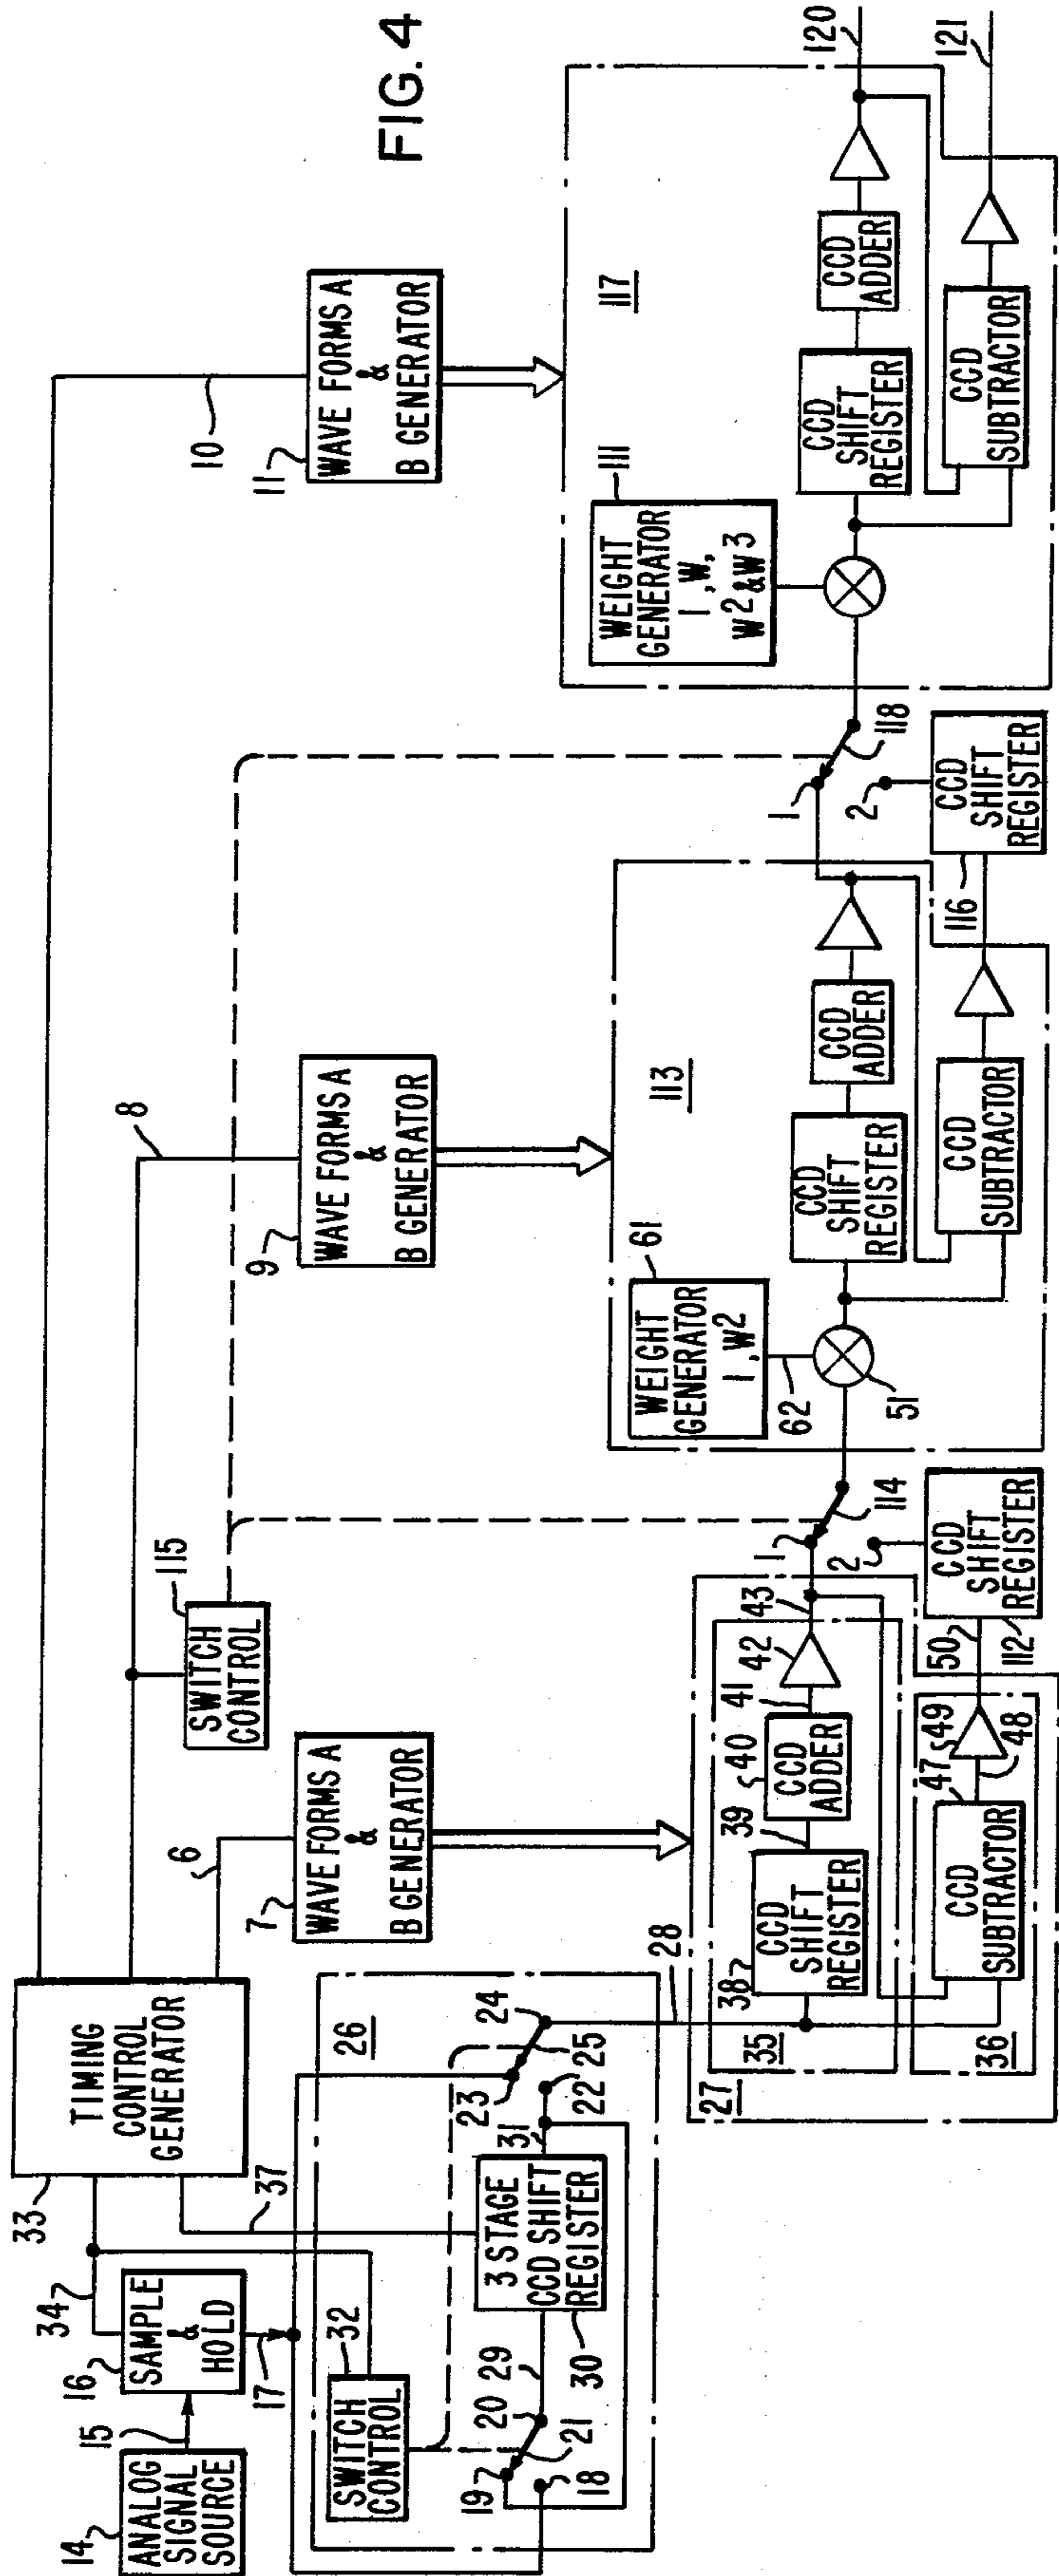 FIG. 4
14
ANALOG
SIGNAL
SOURCE
15
16
SAMPLE
&
HOLD
17
34
33
TIMING
CONTROL
GENERATOR
37
6
8
10
32
SWITCH
CONTROL
26
19
20
21
18
29
3 STAGE
CCD SHIFT
REGISTER
30
31
22
23
24
25
28
7
WAVE FORMS A
&
B GENERATOR
115
SWITCH
CONTROL
9
WAVE FORMS A
&
B GENERATOR
11
WAVE FORMS A
&
B GENERATOR
27
35
38
CCD
SHIFT
REGISTER
39
40
CCD
ADDER
41
42
43
36
47
CCD
SUBTRACTOR
48
49
50
112
CCD
SHIFT
REGISTER
1
2
114
113
61
WEIGHT
GENERATOR
1, W²
62
51
CCD
SHIFT
REGISTER
CCD
ADDER
CCD
SUBTRACTOR
116
CCD
SHIFT
REGISTER
1
2
118
117
111
WEIGHT
GENERATOR
1, W,
W² & W³
CCD
SHIFT
REGISTER
CCD
ADDER
CCD
SUBTRACTOR
120
121